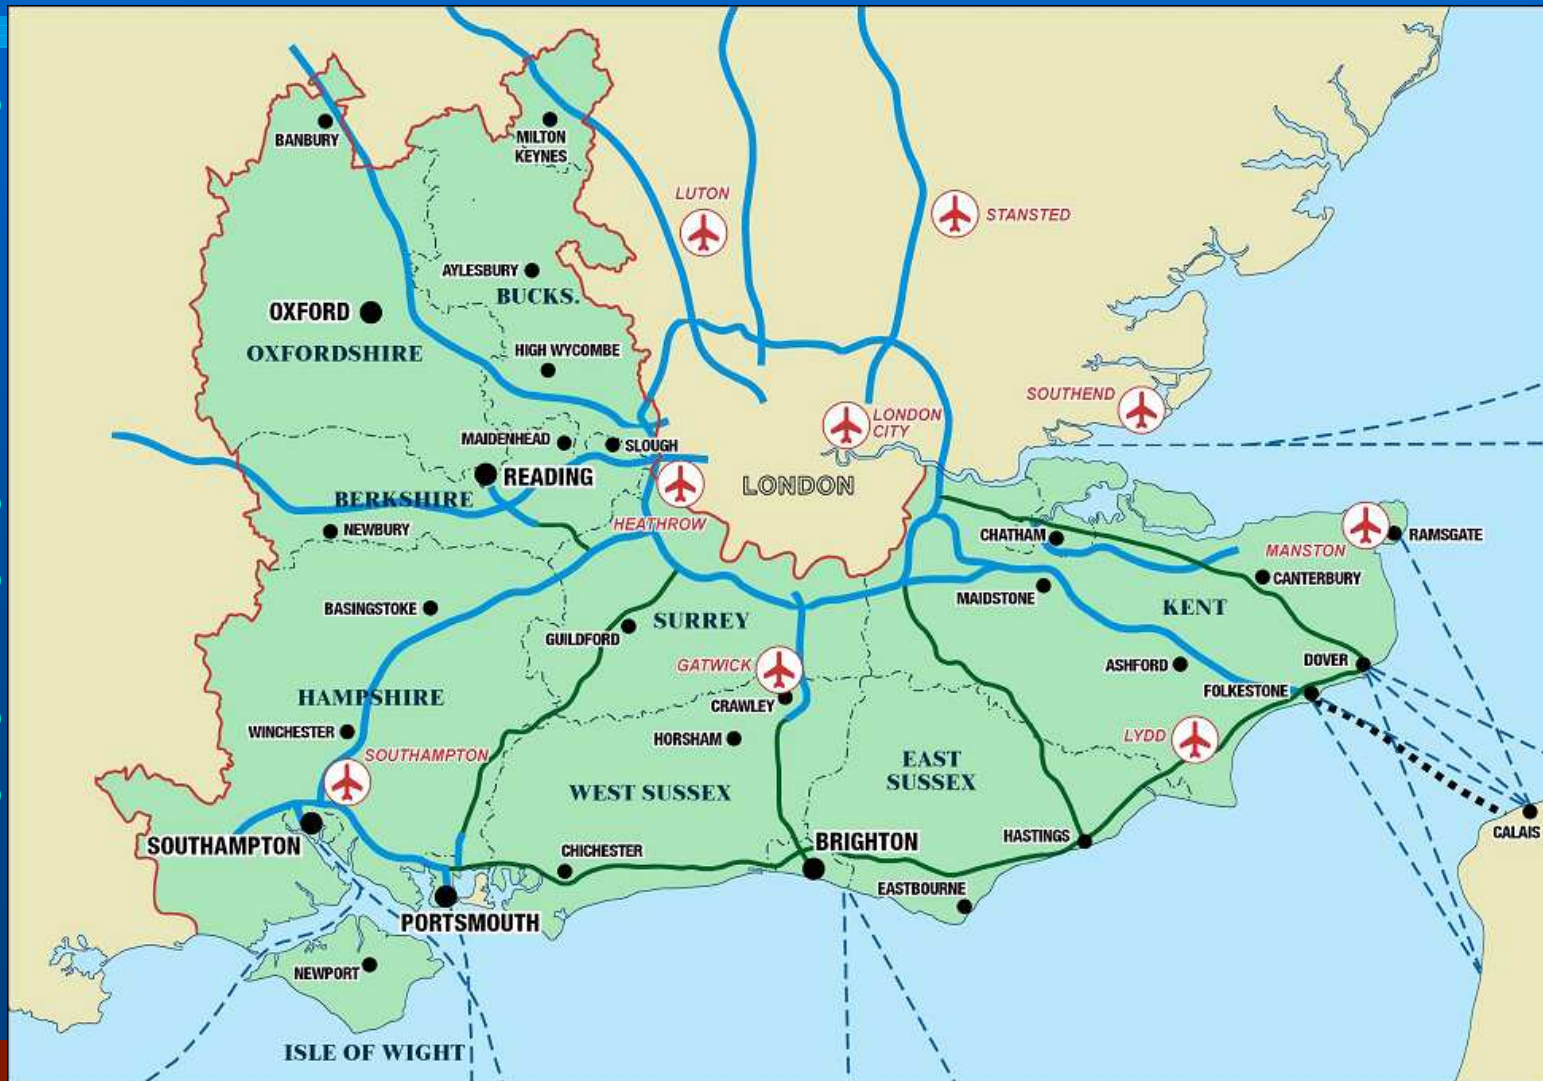 BANBURY
MILTON
KEYNES
LUTON
STANSTED
AYLESBURY
BUCKS.
OXFORD
OXFORDSHIRE
HIGH WYCOMBE
SOUTHEND
LONDON
CITY
MAIDENHEAD
SLOUGH
READING
LONDON
BERKSHIRE
NEWBURY
HEATHROW
CHATHAM
MANSTON
RAMSGATE
CANTERBURY
BASINGSTOKE
MAIDSTONE
KENT
GUILDFORD
SURREY
GATWICK
ASHFORD
DOVER
FOLKESTONE
HAMPSHIRE
CRAWLEY
WINCHESTER
HORSHAM
LYDD
SOUTHAMPTON
EAST
SUSSEX
WEST SUSSEX
SOUTHAMPTON
CHICHESTER
BRIGHTON
HASTINGS
CALAIS
EASTBOURNE
PORTSMOUTH
NEWPORT
ISLE OF WIGHT